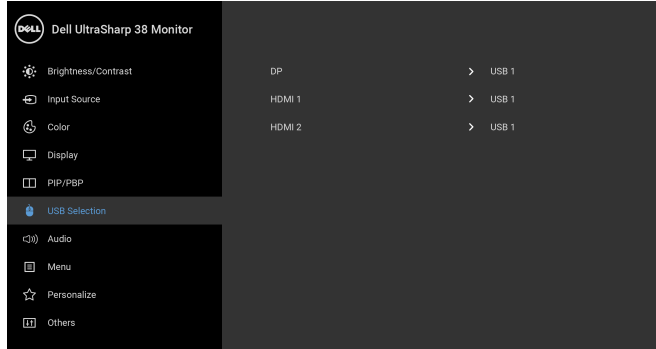 DELL Dell UltraSharp 38 Monitor
Brightness/Contrast
Input Source
Color
Display
PIP/PBP
USB Selection
Audio
Menu
Personalize
Others
DP > USB 1
HDMI 1 > USB 1
HDMI 2 > USB 1